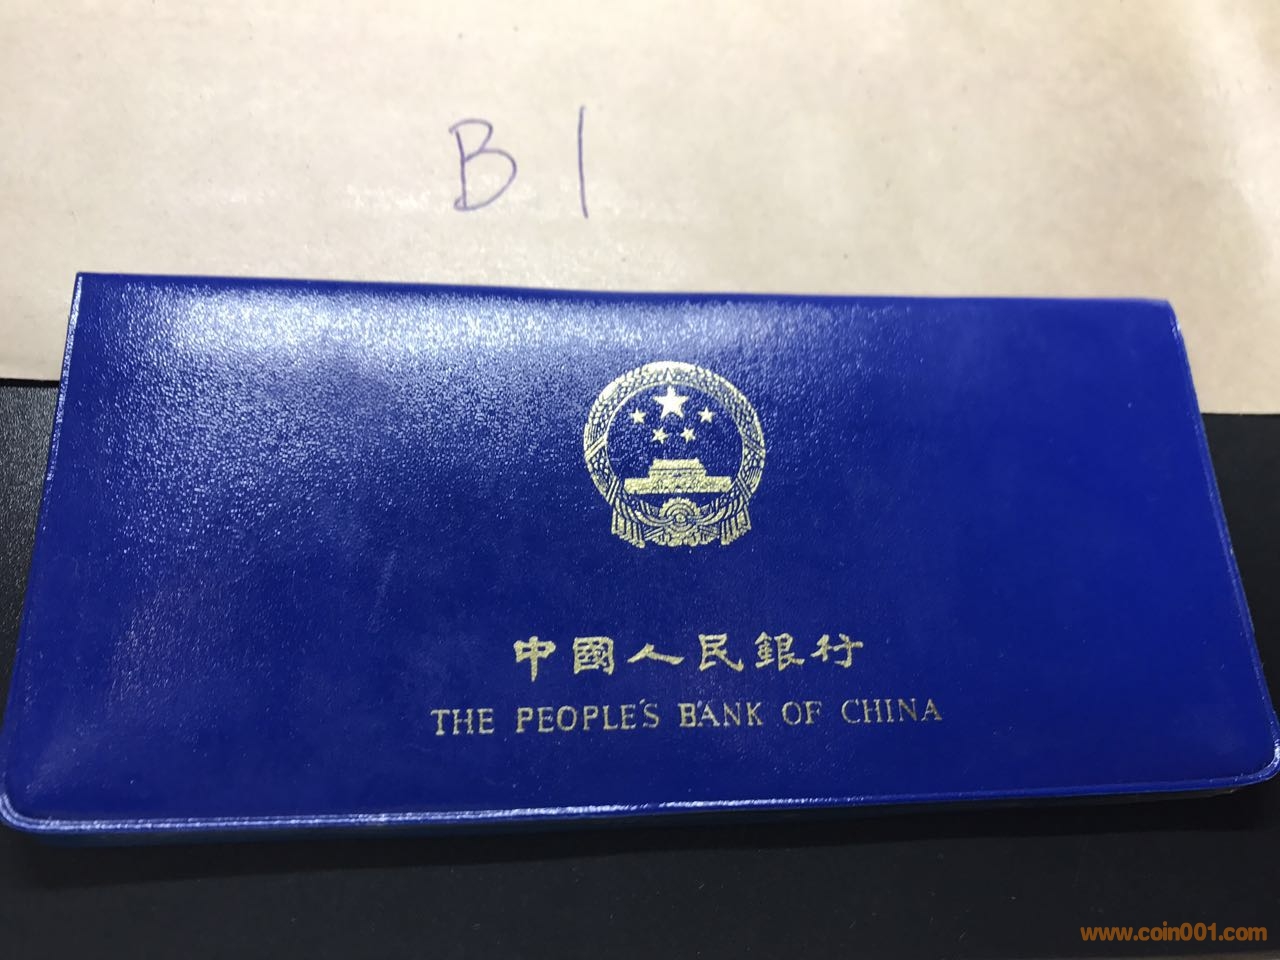 B1
中國人民銀行
THE PEOPLE'S BANK OF CHINA
www.coin001.com